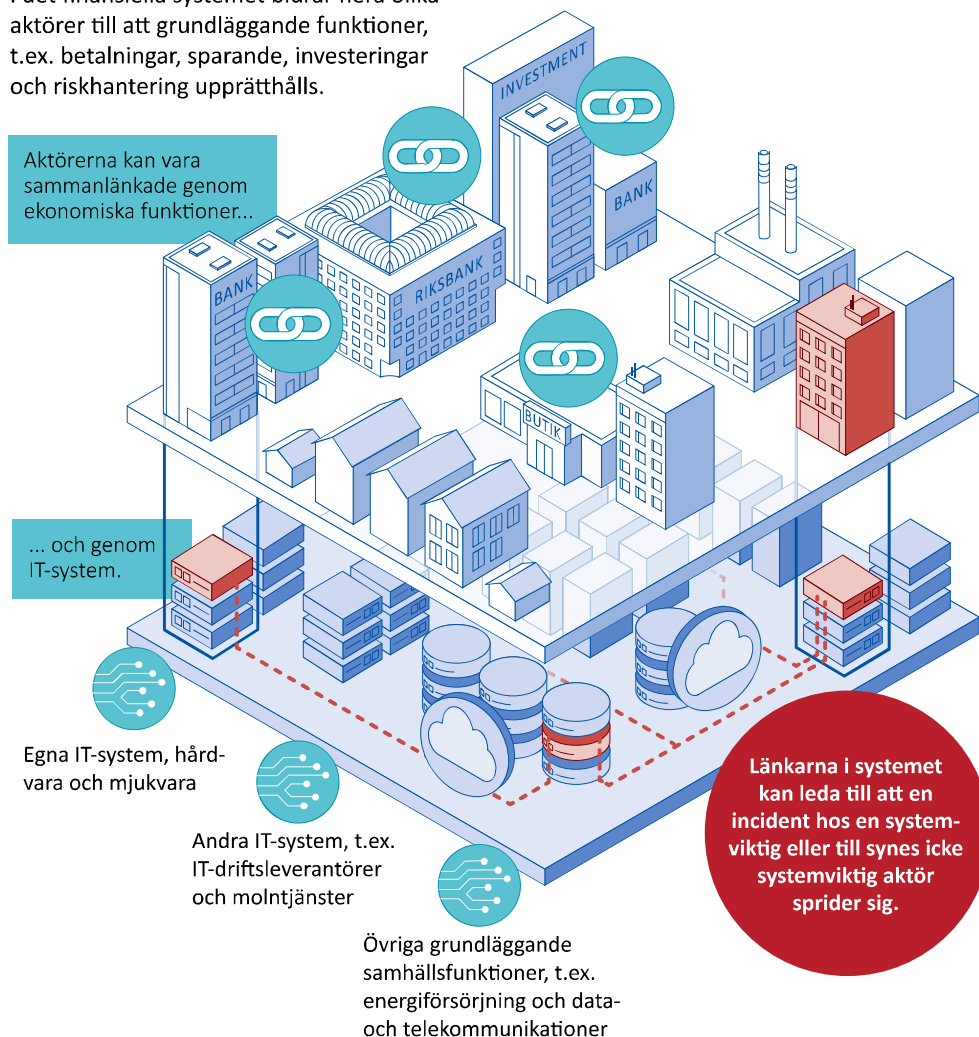 aktörer till att grundläggande funktioner,
t.ex. betalningar, sparande, investeringar
och riskhantering upprätthålls.
INVESTMENT
Aktörerna kan vara
sammanlänkade genom
ekonomiska funktioner...
BANK
RIKSBANK
BANK
BUTIK
... och genom
IT-system.
Egna IT-system, hård-
vara och mjukvara
Andra IT-system, t.ex.
IT-driftsleverantörer
och molntjänster
Övriga grundläggande
samhällsfunktioner, t.ex.
energiförsörjning och data-
och telekommunikationer
Länkarna i systemet
kan leda till att en
incident hos en system-
viktig eller till synes icke
systemviktig aktör
sprider sig.